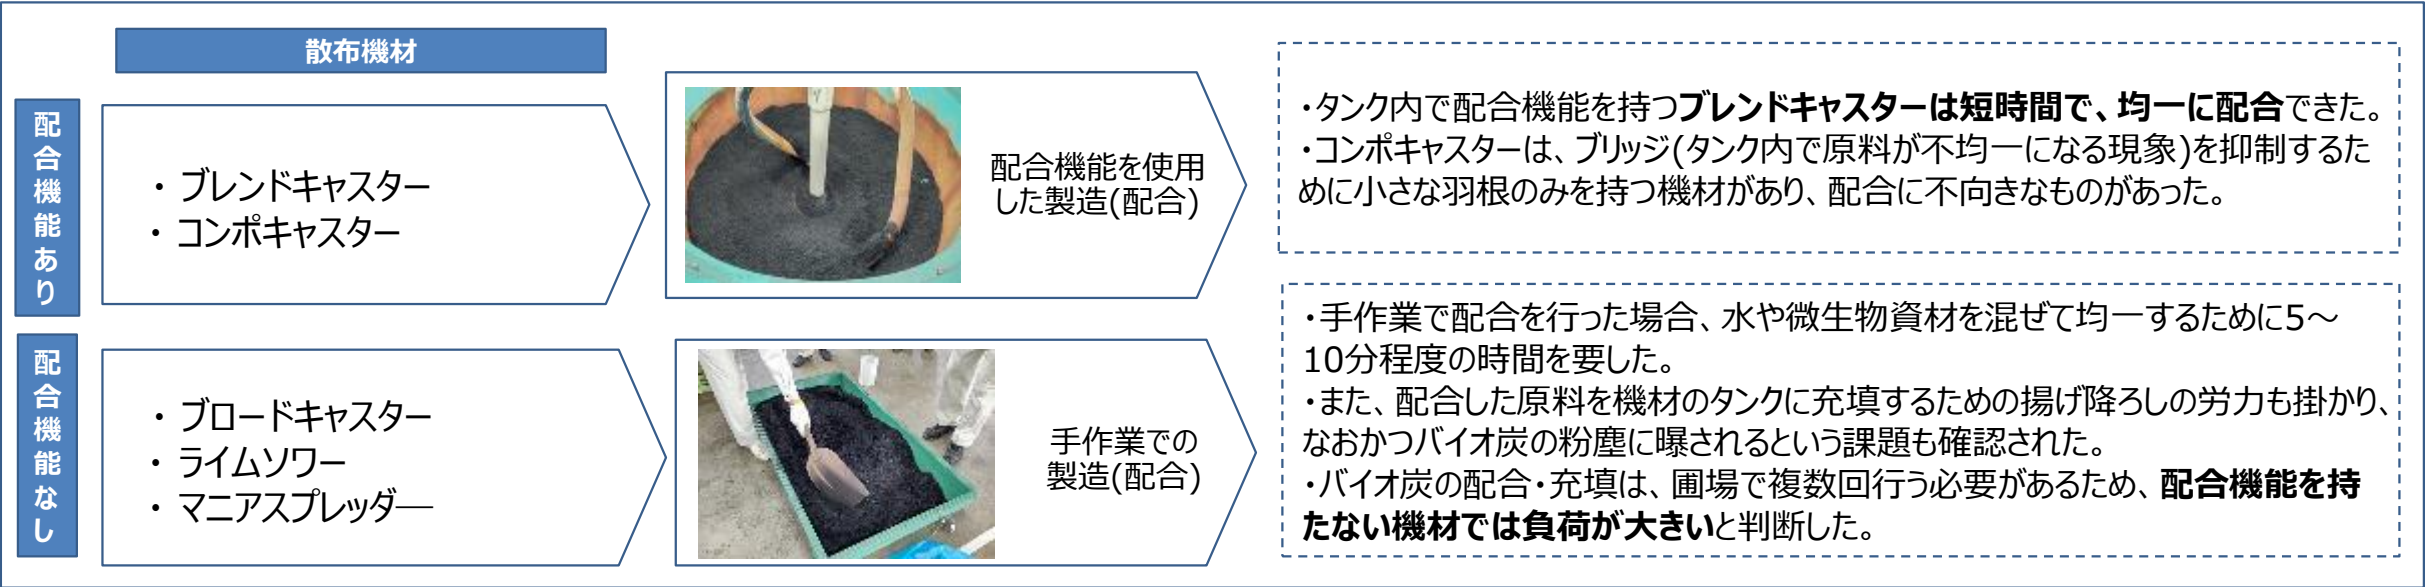 散布機材
配合機能あり
・ ブレンドキャスター
・ コンポキャスター
配合機能を使用
した製造(配合)
・タンク内で配合機能を持つブレンドキャスターは短時間で、均一に配合できた。
・コンポキャスターは、ブリッジ(タンク内で原料が不均一になる現象)を抑制するた
めに小さな羽根のみを持つ機材があり、配合に不向きなものがあった。
配合機能なし
・ ブロードキャスター
・ ライムソワー
・ マニアスプレッダ―
手作業での
製造(配合)
・手作業で配合を行った場合、水や微生物資材を混ぜて均一するために5～
10分程度の時間を要した。
・また、配合した原料を機材のタンクに充填するための揚げ降ろしの労力も掛かり、
なおかつバイオ炭の粉塵に曝されるという課題も確認された。
・バイオ炭の配合・充填は、圃場で複数回行う必要があるため、配合機能を持
たない機材では負荷が大きいと判断した。